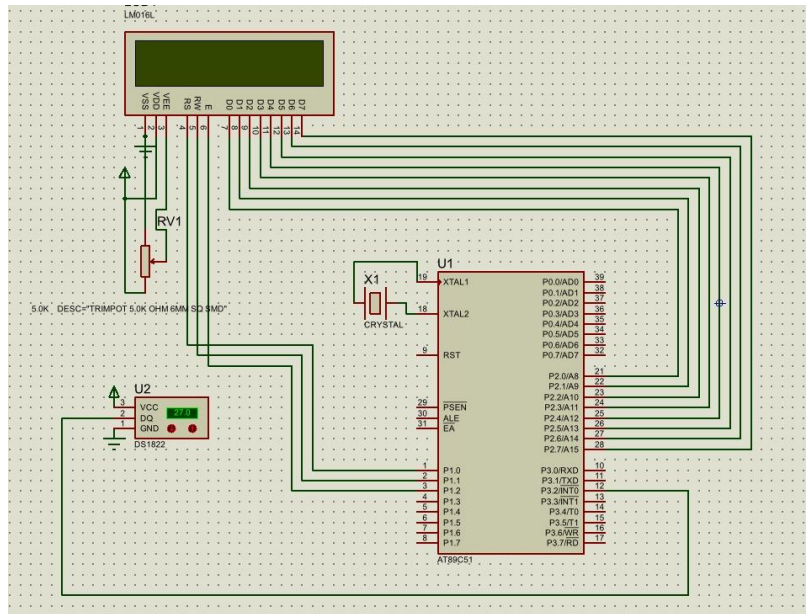 LM016L
VSS
VDD
VEE
RS
RW
E
D0
D1
D2
D3
D4
D5
D6
D7
1
2
3
4
5
6
7
8
9
10
11
12
13
14
RV1
5.0K DESC="TRIMPOT 5.0K OHM 6MM SQ SMD"
X1
CRYSTAL
U1
19 XTAL1
18 XTAL2
9 RST
29 PSEN
30 ALE
31 EA
1 P1.0
2 P1.1
3 P1.2
4 P1.3
5 P1.4
6 P1.5
7 P1.6
8 P1.7
P0.0/AD0 39
P0.1/AD1 38
P0.2/AD2 37
P0.3/AD3 36
P0.4/AD4 35
P0.5/AD5 34
P0.6/AD6 33
P0.7/AD7 32
P2.0/A8 21
P2.1/A9 22
P2.2/A10 23
P2.3/A11 24
P2.4/A12 25
P2.5/A13 26
P2.6/A14 27
P2.7/A15 28
P3.0/RXD 10
P3.1/TXD 11
P3.2/INT0 12
P3.3/INT1 13
P3.4/T0 14
P3.5/T1 15
P3.6/WR 16
P3.7/RD 17
AT89C51
U2
3 VCC
2 DQ
1 GND
27.0
DS1822